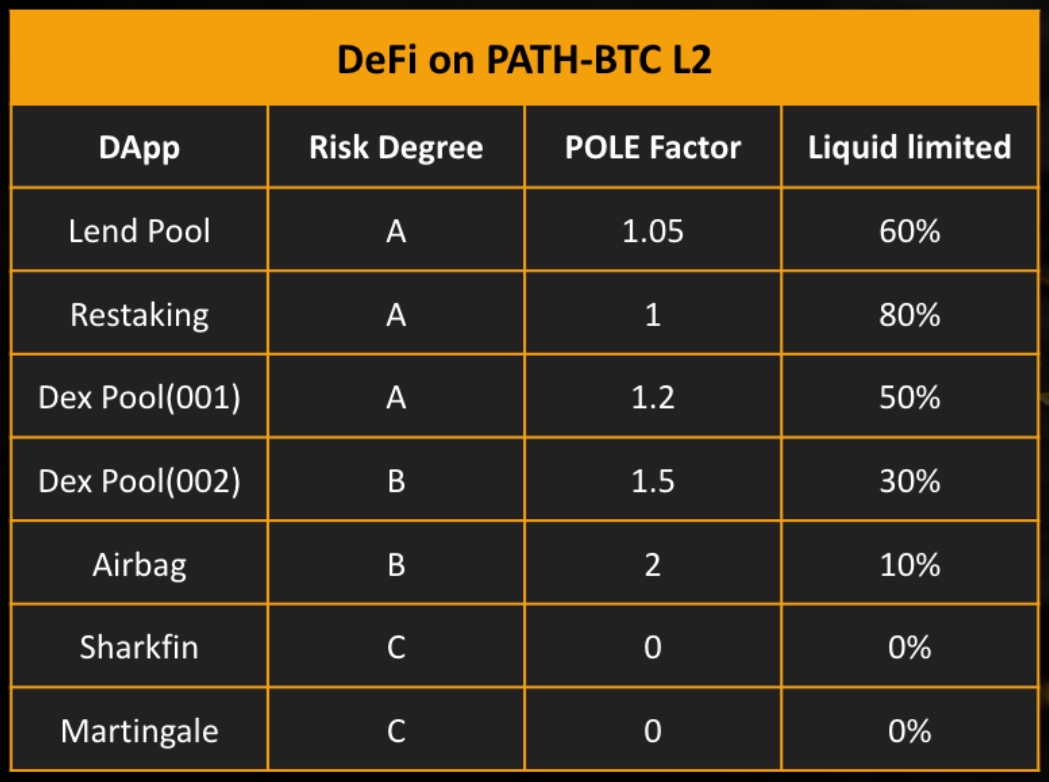 DeFi on PATH-BTC L2
DApp Risk Degree POLE Factor Liquid limited
Lend Pool A 1.05 60%
Restaking A 1 80%
Dex Pool(001) A 1.2 50%
Dex Pool(002) B 1.5 30%
Airbag B 2 10%
Sharkfin C 0 0%
Martingale C 0 0%